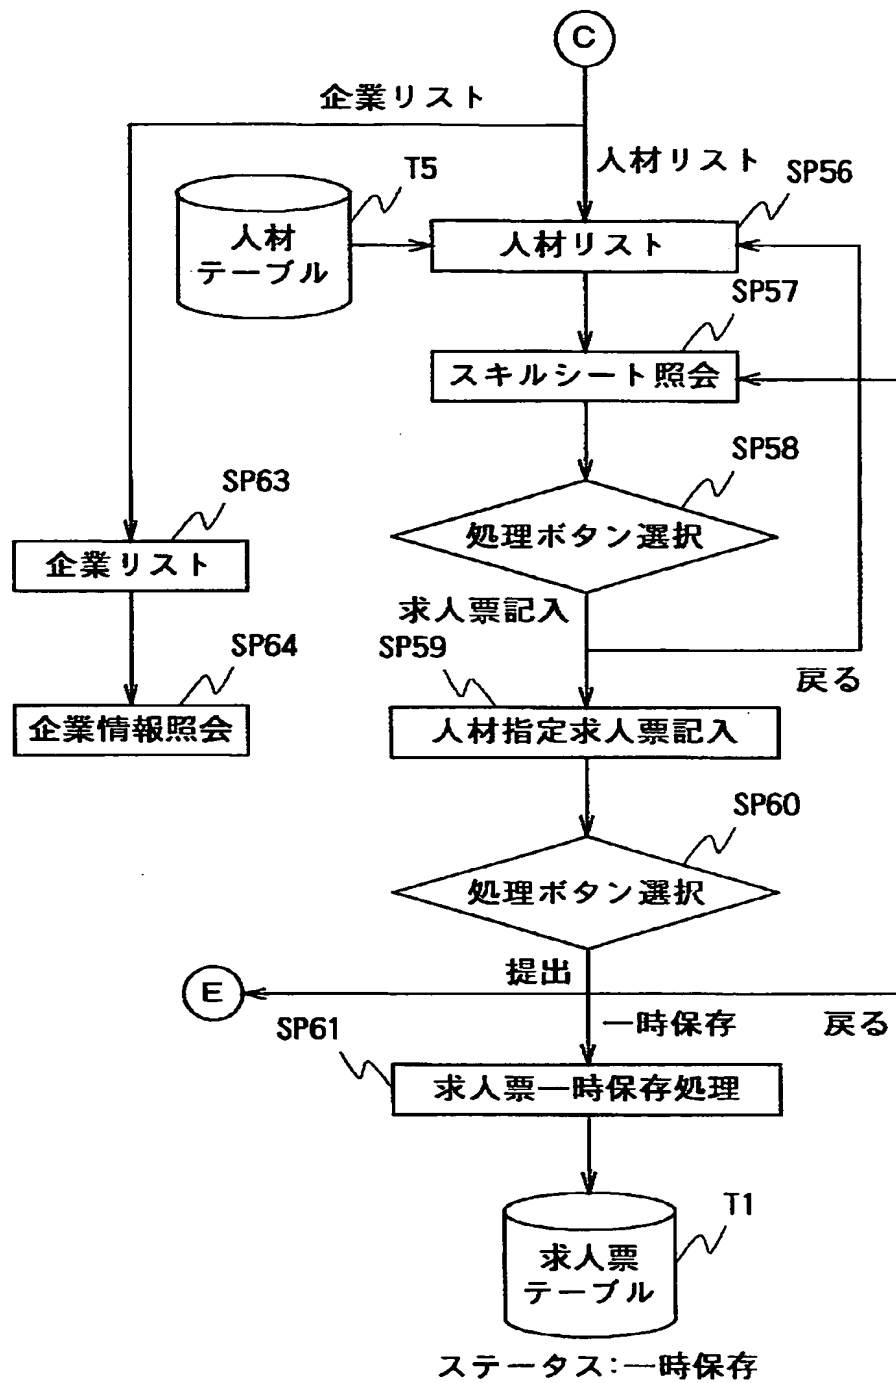 C
企業リスト
人材リスト
T5
SP56
人材
テーブル
人材リスト
SP57
スキルシート照会
SP58
処理ボタン選択
SP63
企業リスト
求人票記入
SP59
戻る
SP64
企業情報照会
人材指定求人票記入
SP60
処理ボタン選択
提出
E
一時保存
戻る
SP61
求人票一時保存処理
T1
求人票
テーブル
ステータス:一時保存